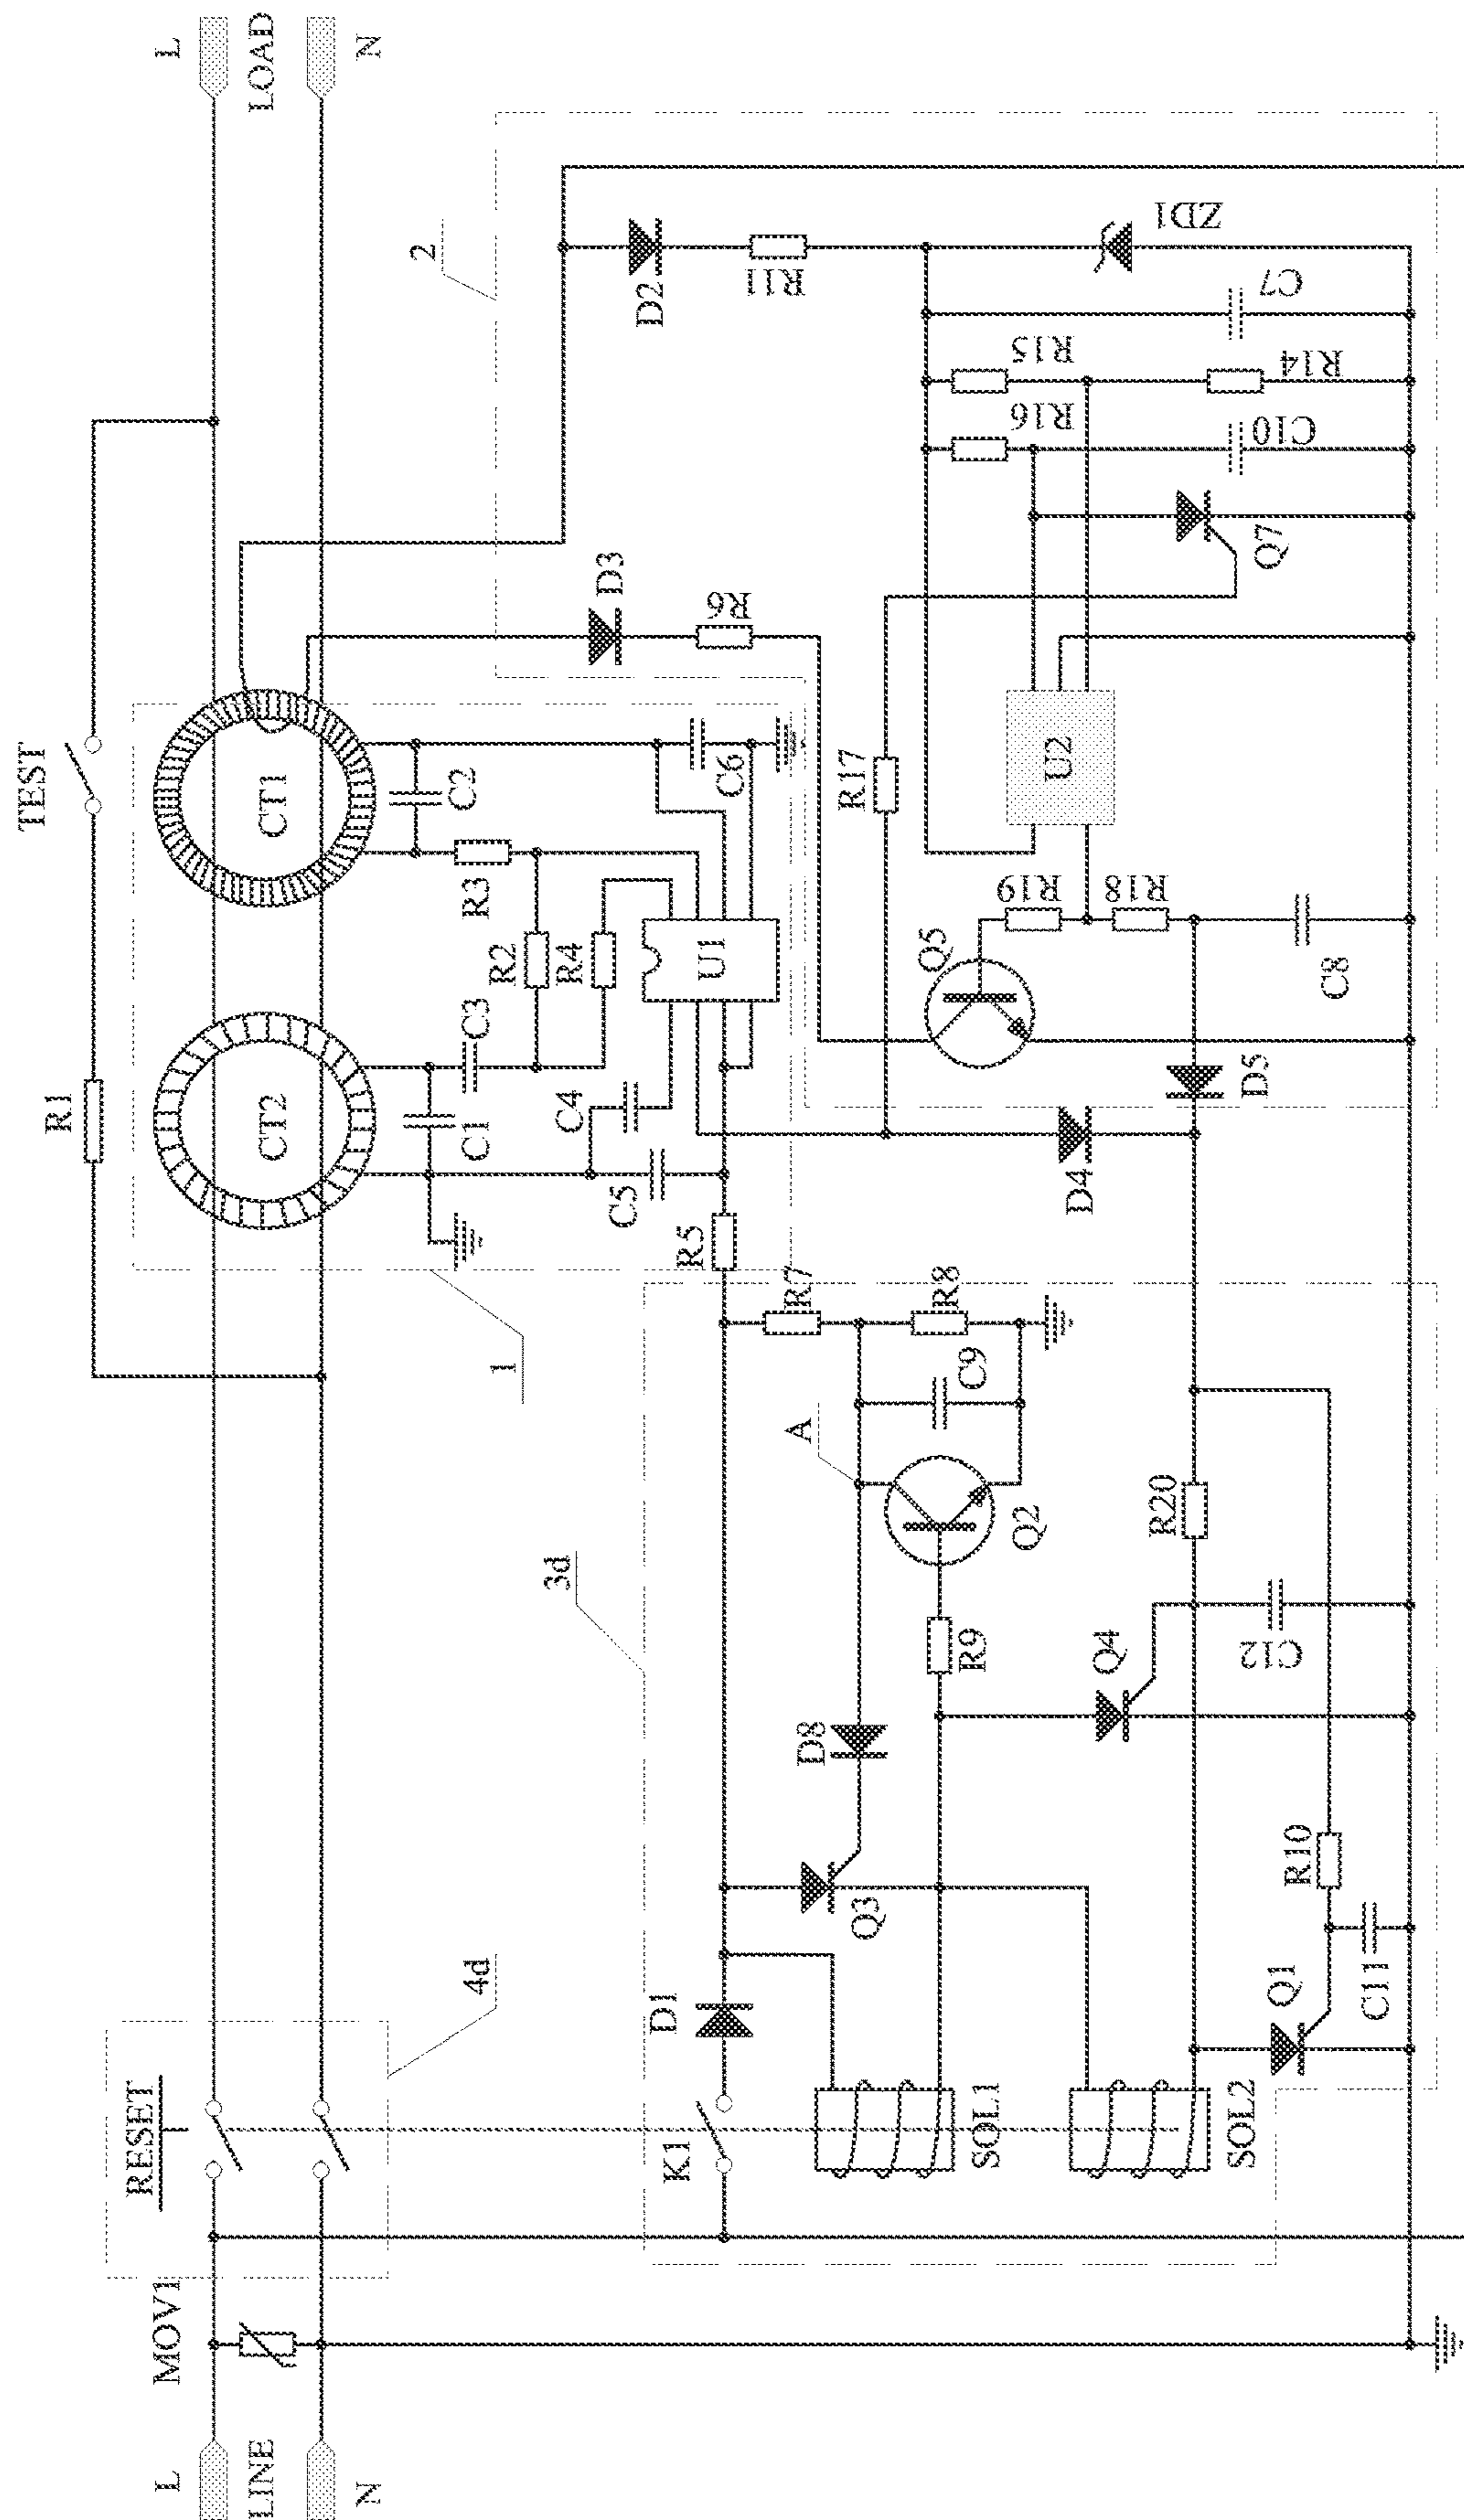 TEST
R1
L
LOAD
N
CT1
CT2
RESET
MOV1
L
LINE
N
2
D3
R6
D2
R11
ZD1
C7
R15
R14
R16
C10
Q7
C2
R3
C6
R2
R4
U1
C3
C1
C4
C5
R5
1
R17
U2
R19
R18
Q5
C8
D5
D4
R7
R8
C9
A
Q2
3d
R20
R9
Q4
C12
D8
Q3
R10
Q1
C11
4d
D1
K1
SOL1
SOL2